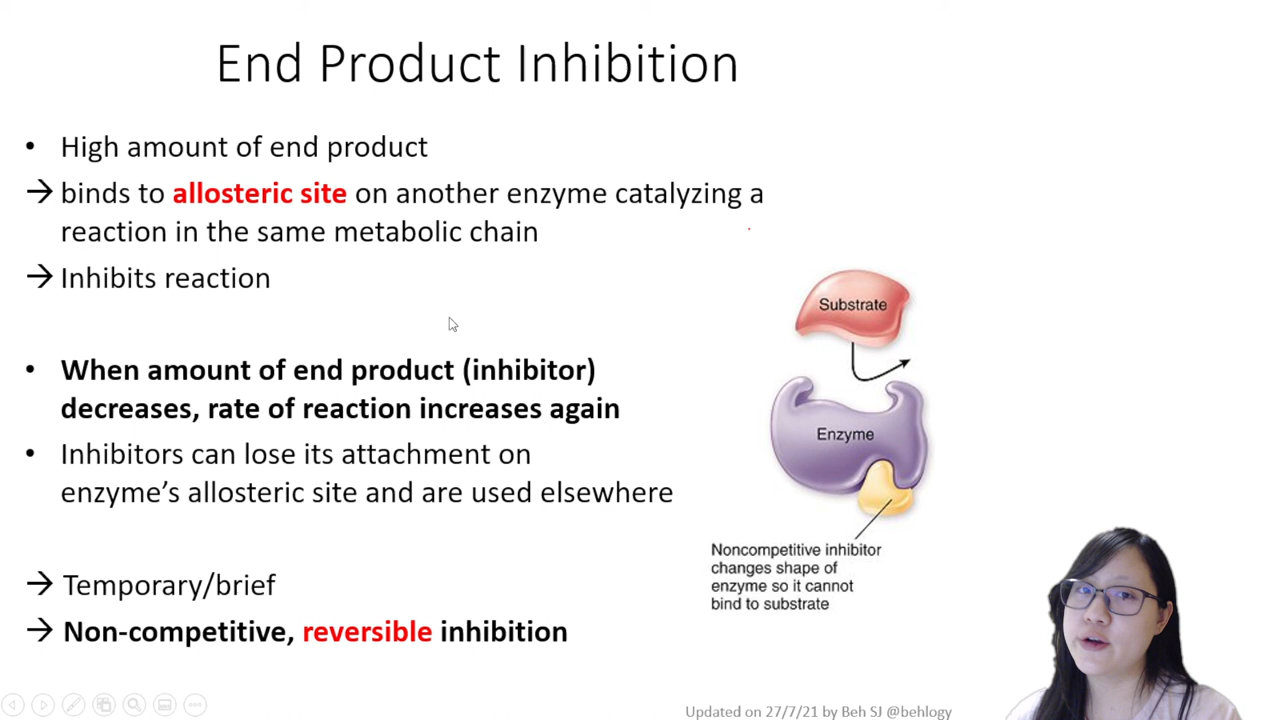 End Product Inhibition
• High amount of end product
→ binds to allosteric site on another enzyme catalyzing a
reaction in the same metabolic chain
→ Inhibits reaction
• When amount of end product (inhibitor)
decreases, rate of reaction increases again
• Inhibitors can lose its attachment on
enzyme's allosteric site and are used elsewhere
→ Temporary/brief
→ Non-competitive, reversible inhibition
Substrate
Enzyme
Noncompetitive inhibitor
changes shape of
enzyme so it cannot
bind to substrate
Updated on 27/7/21 by Beh SJ @behlogy